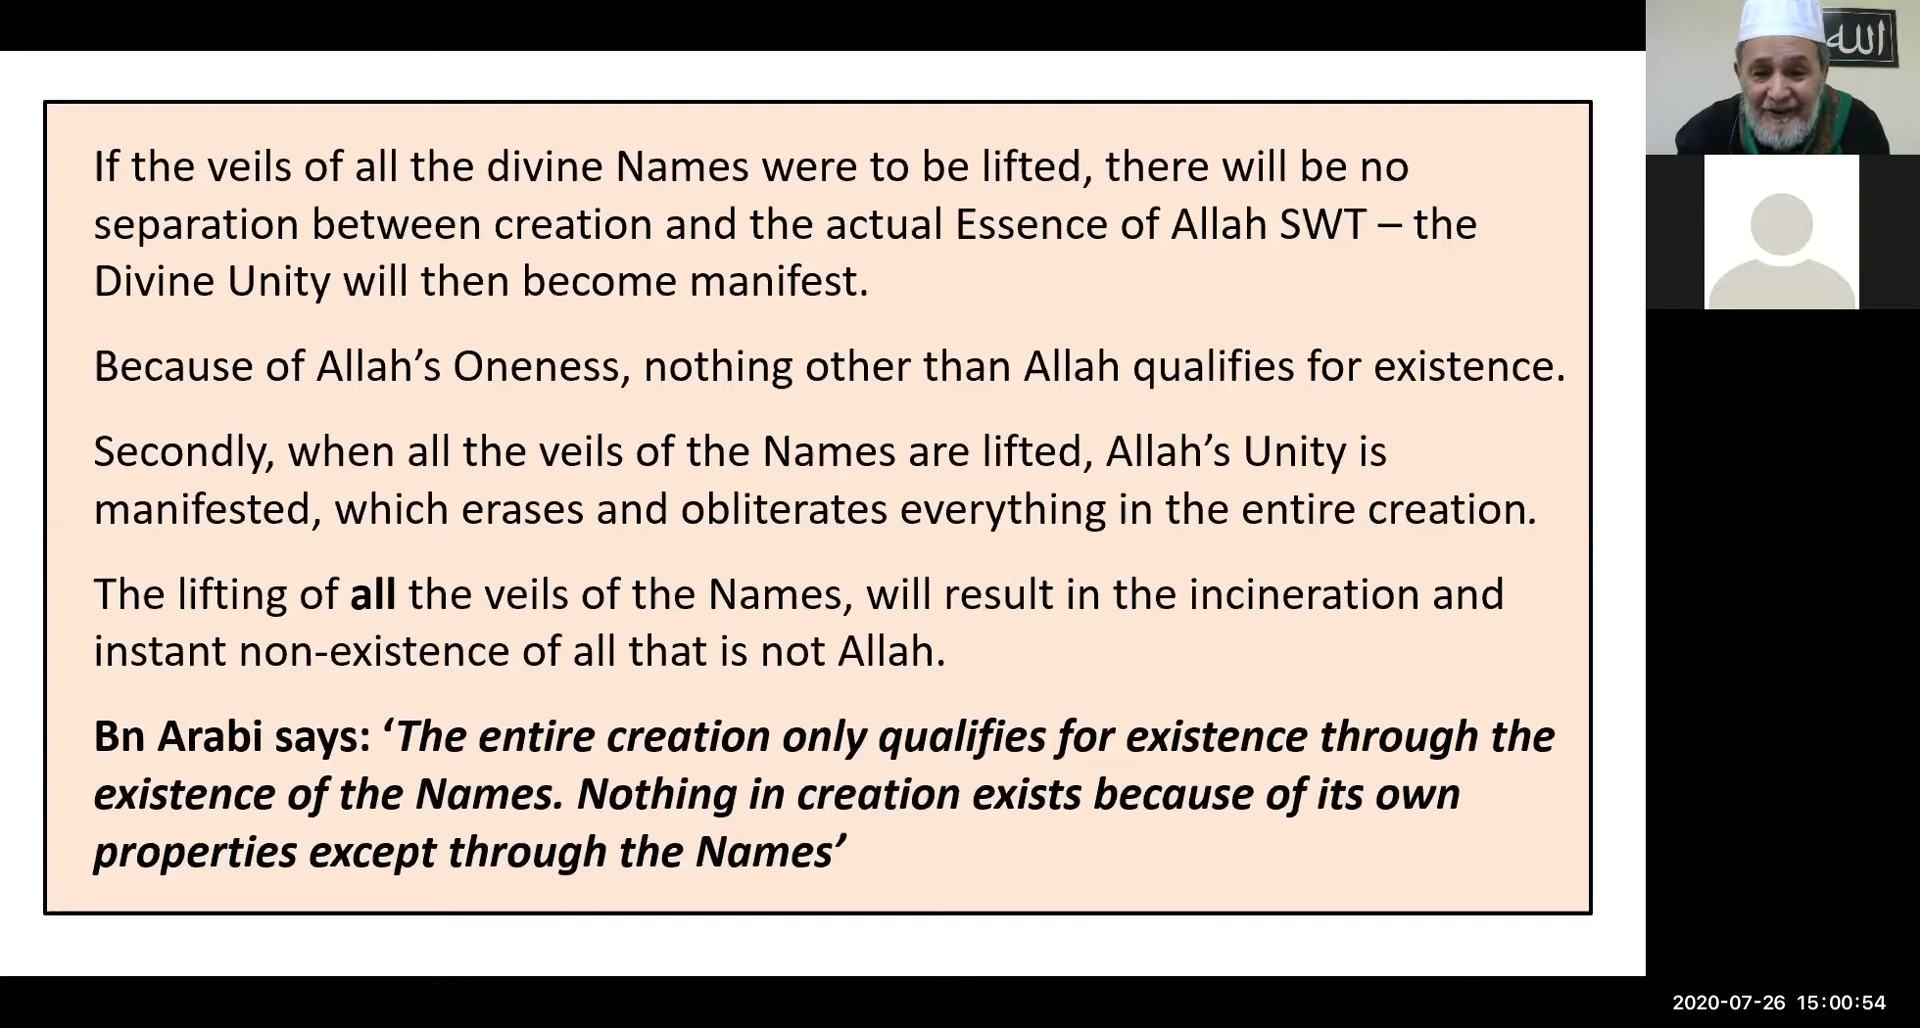 If the veils of all the divine Names were to be lifted, there will be no
separation between creation and the actual Essence of Allah SWT – the
Divine Unity will then become manifest.
Because of Allah’s Oneness, nothing other than Allah qualifies for existence.
Secondly, when all the veils of the Names are lifted, Allah’s Unity is
manifested, which erases and obliterates everything in the entire creation.
The lifting of all the veils of the Names, will result in the incineration and
instant non-existence of all that is not Allah.
Bn Arabi says: ‘The entire creation only qualifies for existence through the
existence of the Names. Nothing in creation exists because of its own
properties except through the Names’
الله
2020-07-26 15:00:54